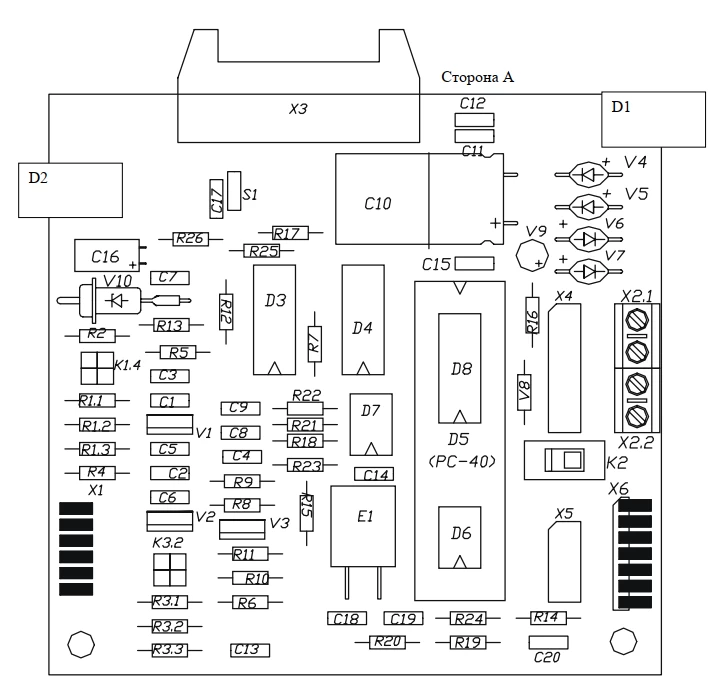 Сторона А
X3
C12
D1
C11
D2
V4
C17
S1
C10
V5
+
R26
R17
R25
V9
V6
C16
+
C15
V7
C7
V10
D3
D4
X4
X2.1
R12
R16
R13
R2
R7
R5
K1.4
C3
D8
V8
R1.1
C1
C9
R22
D7
R1.2
V1
C8
R21
R18
D5
(PC-40)
X2.2
R1.3
C5
C4
R23
K2
R4
C2
C14
X1
R9
C6
R15
X6
V2
R8
V3
E1
X5
D6
K3.2
R11
R10
R3.1
R6
C18
C19
R24
R14
R3.2
R3.3
C13
R20
R19
C20